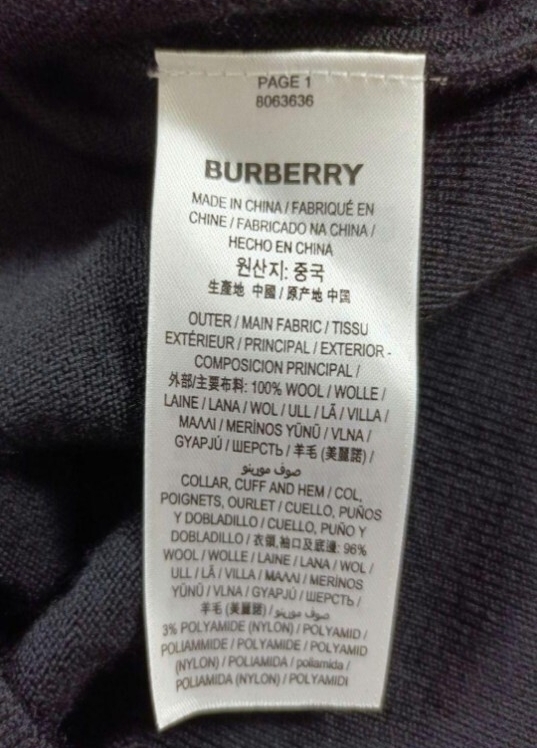 PAGE 1
8063636
BURBERRY
MADE IN CHINA / FABRIQUÉ EN
CHINE / FABRICADO NA CHINA /
HECHO EN CHINA
원산지: 중국
生產地 中國 / 原产地 中国
OUTER / MAIN FABRIC / TISSU
EXTÉRIEUR / PRINCIPAL / EXTERIOR -
COMPOSICION PRINCIPAL /
外部/主要布料: 100% WOOL / WOLLE /
LAINE / LANA / WOL / ULL / LÃ / VILLA /
ΜΑΛΛΙ / MERİNOS YÜNÜ / VLNA /
GYAPJÚ / ШЕРСТЬ / 羊毛 (美麗諾) /
صوف مورينو
COLLAR, CUFF AND HEM / COL,
POIGNETS, OURLET / CUELLO, PUÑOS
Y DOBLADILLO / CUELLO, PUÑO Y
DOBLADILLO / 衣領,袖口及底邊: 96%
WOOL / WOLLE / LAINE / LANA / WOL /
ULL / LÃ / VILLA / ΜΑΛΛΙ / MERİNOS
YÜNÜ / VLNA / GYAPJÚ / ШЕРСТЬ /
羊毛 (美麗諾) / صوف مورينو /
3% POLYAMIDE (NYLON) / POLYAMID /
POLIAMMIDE / POLYAMIDE / POLYAMID
(NYLON) / POLIAMIDA / poliamida /
POLIAMIDA (NYLON) / POLYAMIDI